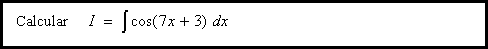 Calcular I = ∫cos(7x + 3) dx